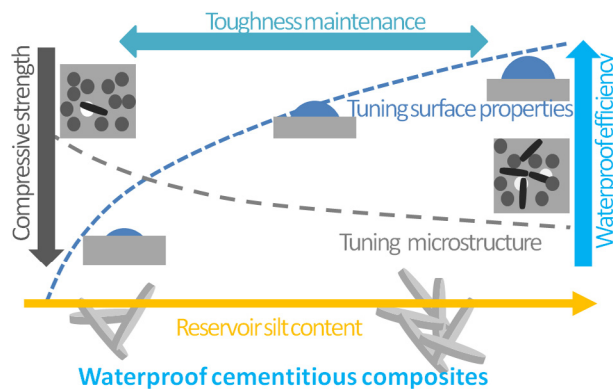 Toughness maintenance
Compressive strength
Tuning surface properties
Waterproof efficiency
Tuning microstructure
Reservoir silt content
Waterproof cementitious composites